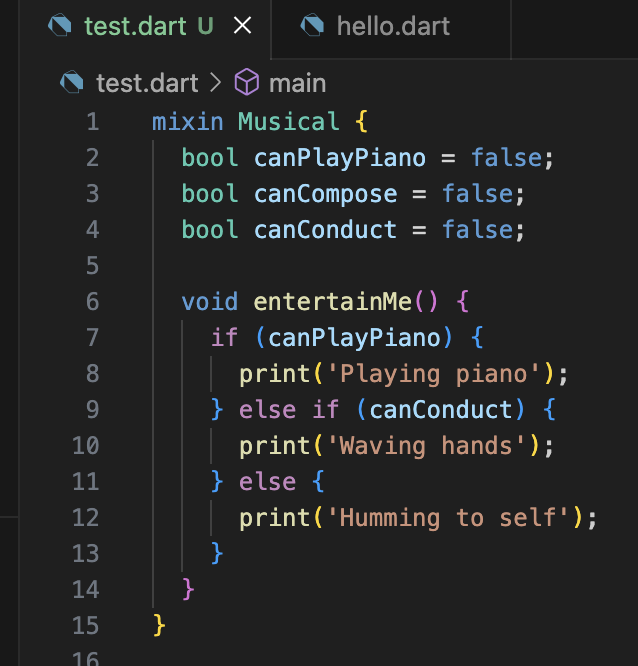 test.dart U hello.dart
test.dart > main
1 mixin Musical {
2   bool canPlayPiano = false;
3   bool canCompose = false;
4   bool canConduct = false;
5
6   void entertainMe() {
7     if (canPlayPiano) {
8       print('Playing piano');
9     } else if (canConduct) {
10       print('Waving hands');
11     } else {
12       print('Humming to self');
13     }
14   }
15 }
16